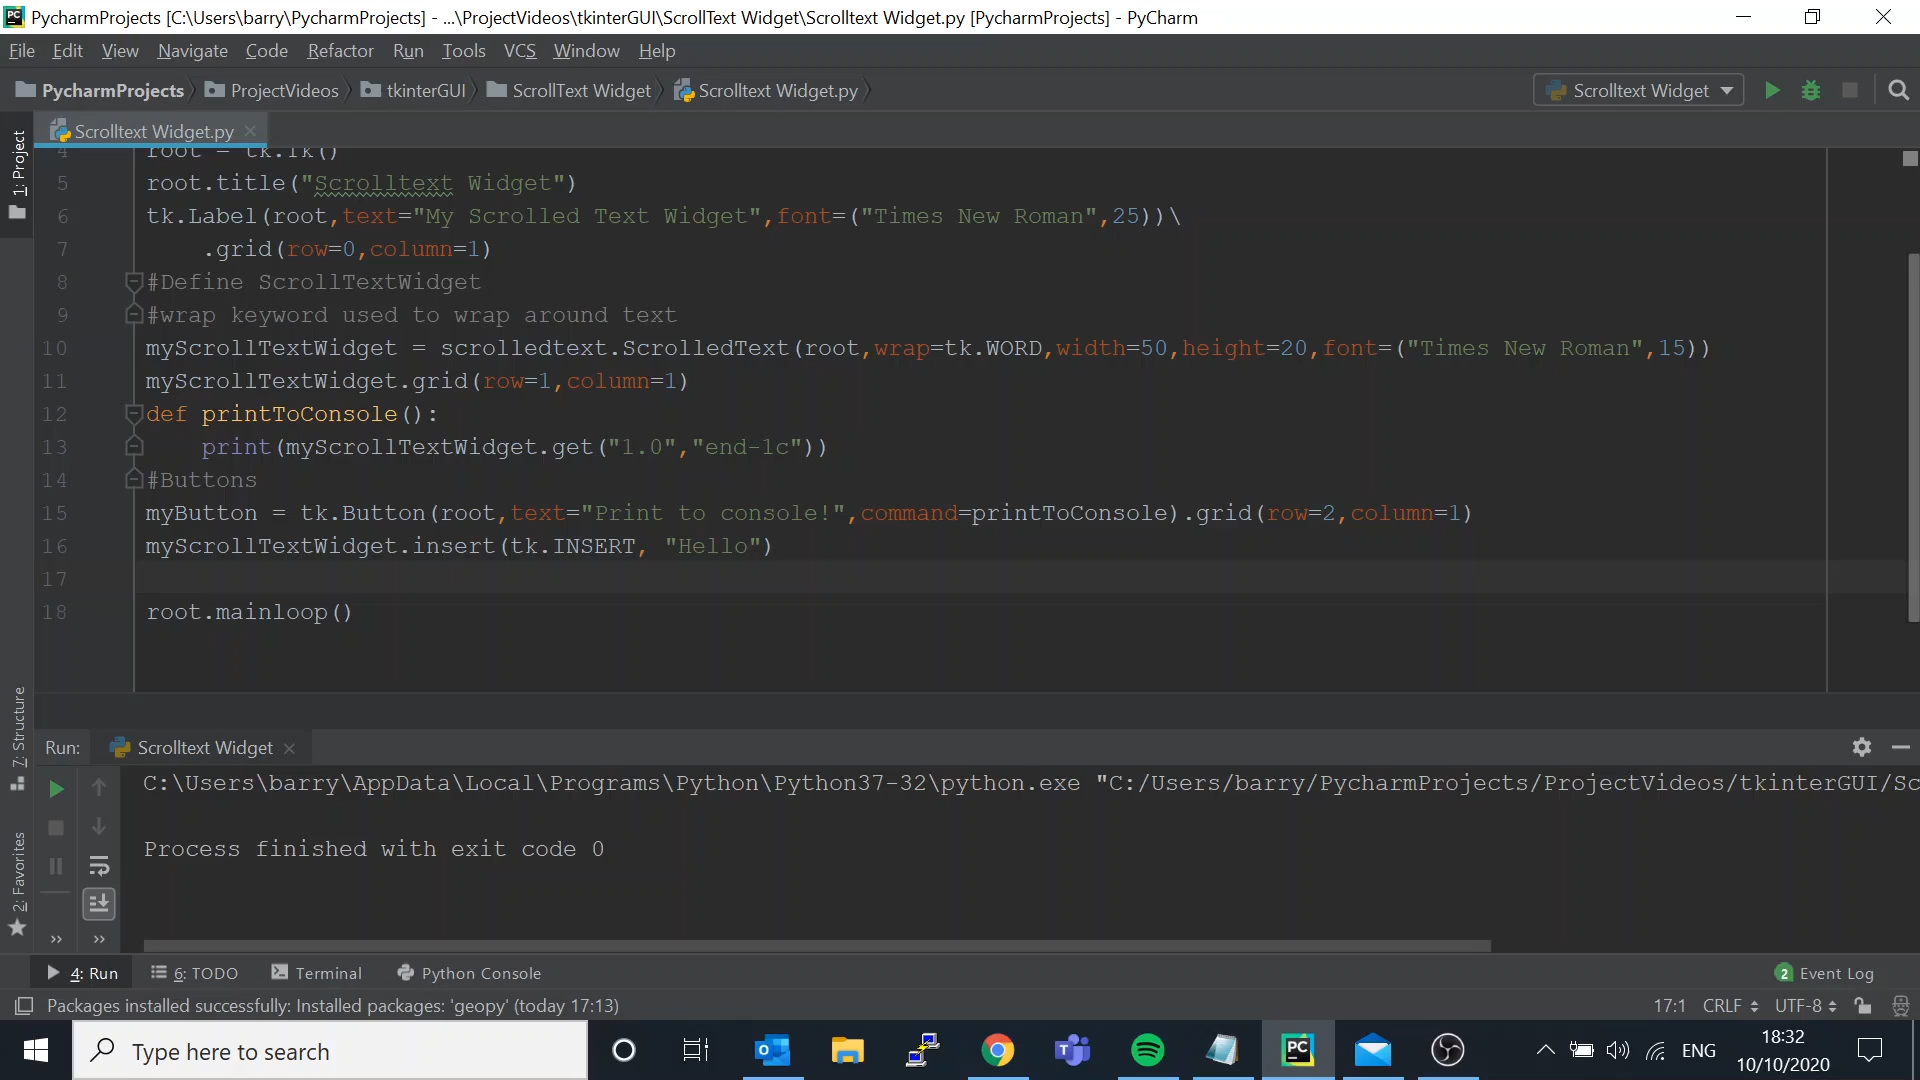 PycharmProjects [C:\Users\barry\PycharmProjects] - ...\ProjectVideos\tkinterGUI\ScrollText Widget\Scrolltext Widget.py [PycharmProjects] - PyCharm
File Edit View Navigate Code Refactor Run Tools VCS Window Help
PycharmProjects ProjectVideos tkinterGUI ScrollText Widget Scrolltext Widget.py Scrolltext Widget
Scrolltext Widget.py
1: Project
4 root = tk.Tk()
5 root.title("Scrolltext Widget")
6 tk.Label(root,text="My Scrolled Text Widget",font=("Times New Roman",25))\
7     .grid(row=0,column=1)
8 #Define ScrollTextWidget
9 #wrap keyword used to wrap around text
10 myScrollTextWidget = scrolledtext.ScrolledText(root,wrap=tk.WORD,width=50,height=20,font=("Times New Roman",15))
11 myScrollTextWidget.grid(row=1,column=1)
12 def printToConsole():
13     print(myScrollTextWidget.get("1.0","end-1c"))
14 #Buttons
15 myButton = tk.Button(root,text="Print to console!",command=printToConsole).grid(row=2,column=1)
16 myScrollTextWidget.insert(tk.INSERT, "Hello")
17
18 root.mainloop()
7: Structure
2: Favorites
Run: Scrolltext Widget
C:\Users\barry\AppData\Local\Programs\Python\Python37-32\python.exe "C:/Users/barry/PycharmProjects/ProjectVideos/tkinterGUI/Sc
Process finished with exit code 0
4: Run 6: TODO Terminal Python Console 2 Event Log
Packages installed successfully: Installed packages: 'geopy' (today 17:13) 17:1 CRLF UTF-8
Type here to search
ENG
18:32
10/10/2020